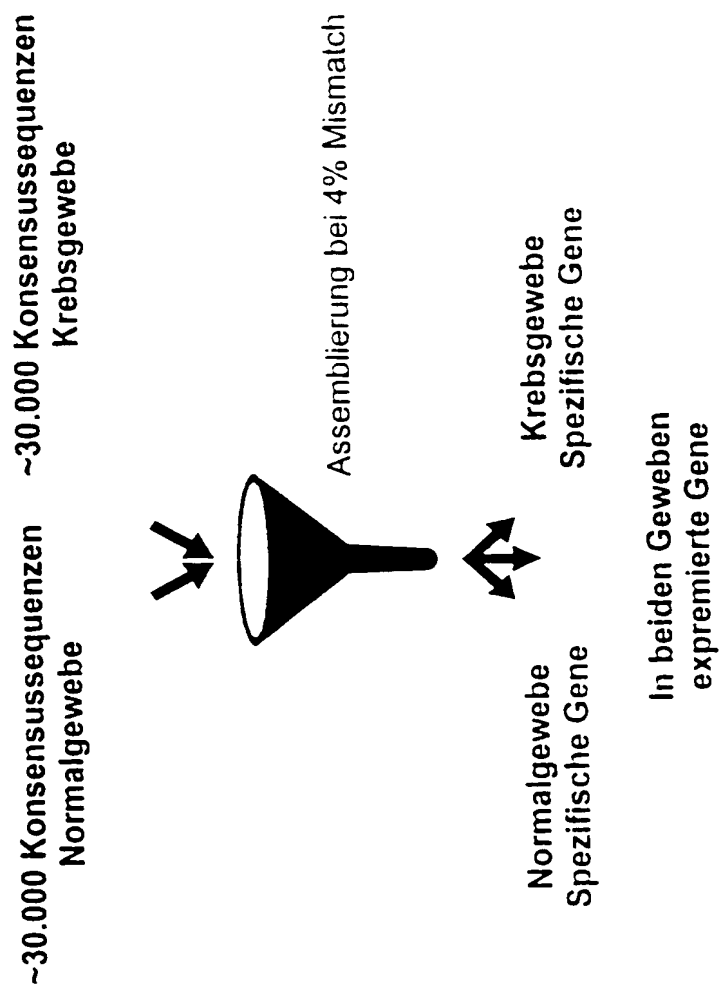 ~30.000 Konsensussequenzen
Normalgewebe
~30.000 Konsensussequenzen
Krebsgewebe
Assemblierung bei 4% Mismatch
Normalgewebe
Spezifische Gene
Krebsgewebe
Spezifische Gene
In beiden Geweben
expremierte Gene